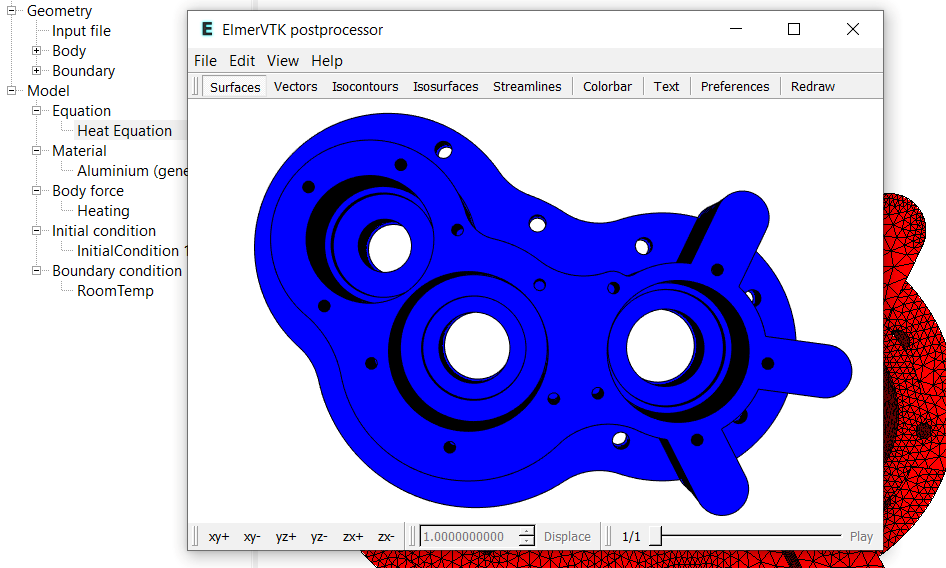 Geometry
Input file
Body
Boundary
Model
Equation
Heat Equation
Material
Aluminium (gene
Body force
Heating
Initial condition
InitialCondition 1
Boundary condition
RoomTemp
E ElmerVTK postprocessor
File Edit View Help
Surfaces Vectors Isocontours Isosurfaces Streamlines Colorbar Text Preferences Redraw
xy+ xy- yz+ yz- zx+ zx- 1.0000000000 Displace 1/1 Play